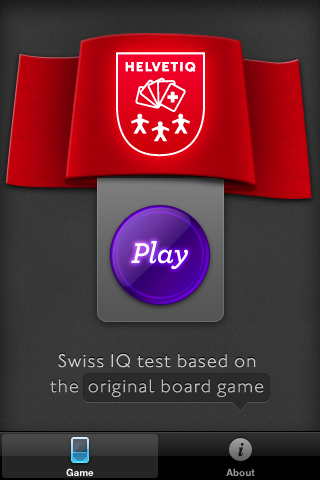 HELVETIQ
Play
Swiss IQ test based on
the original board game
Game
About